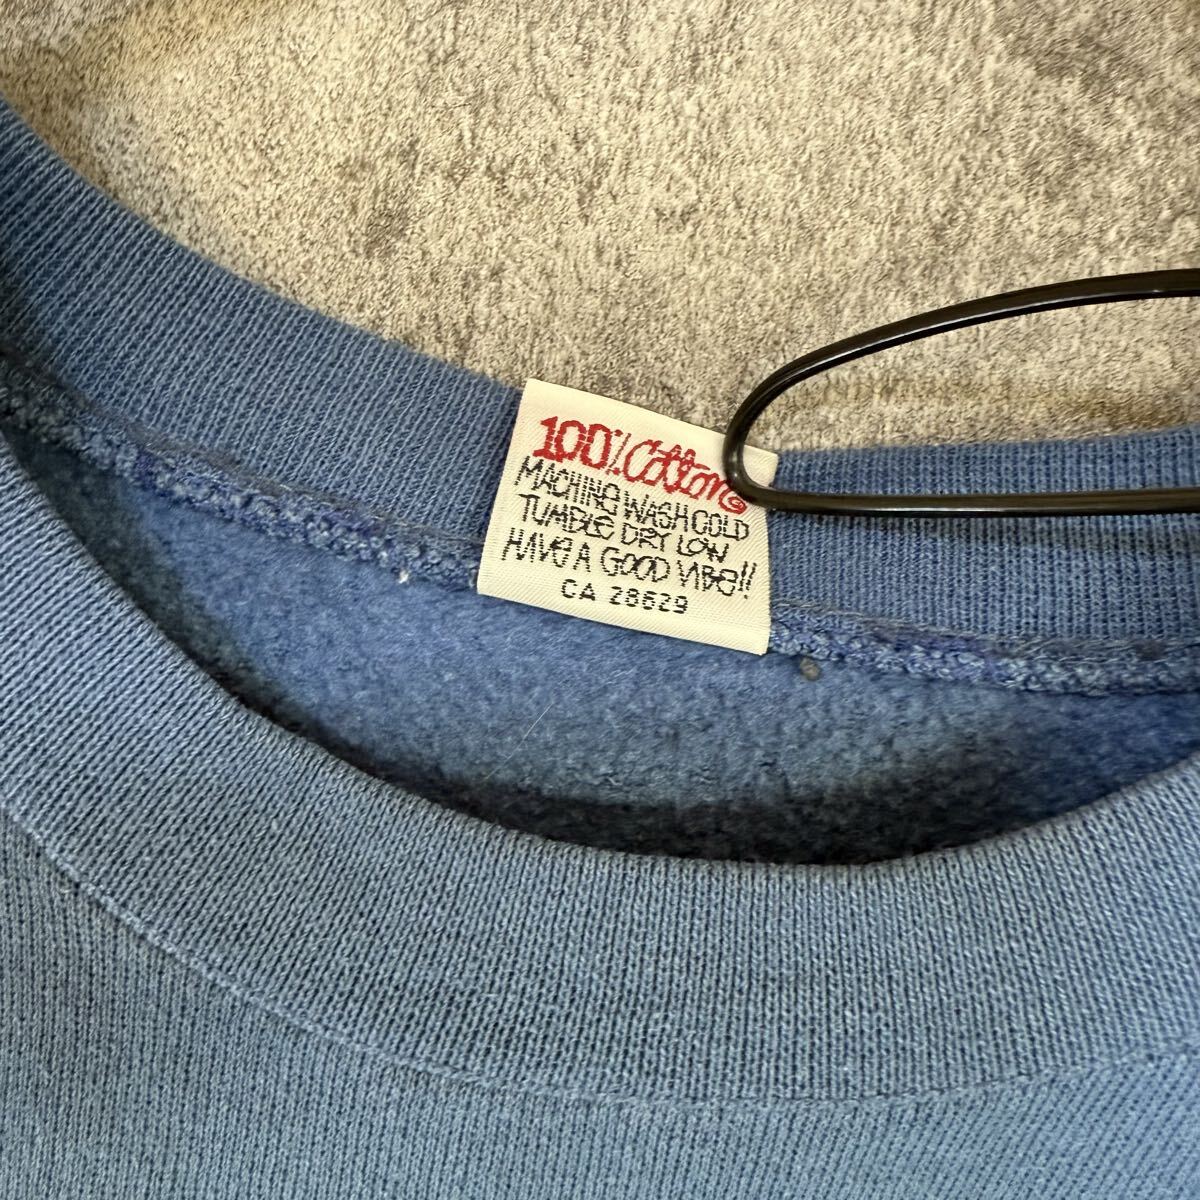 100% Cotton
MACHINE WASH COLD
TUMBLE DRY LOW
HAVE A GOOD VIBE!!
CA 28629